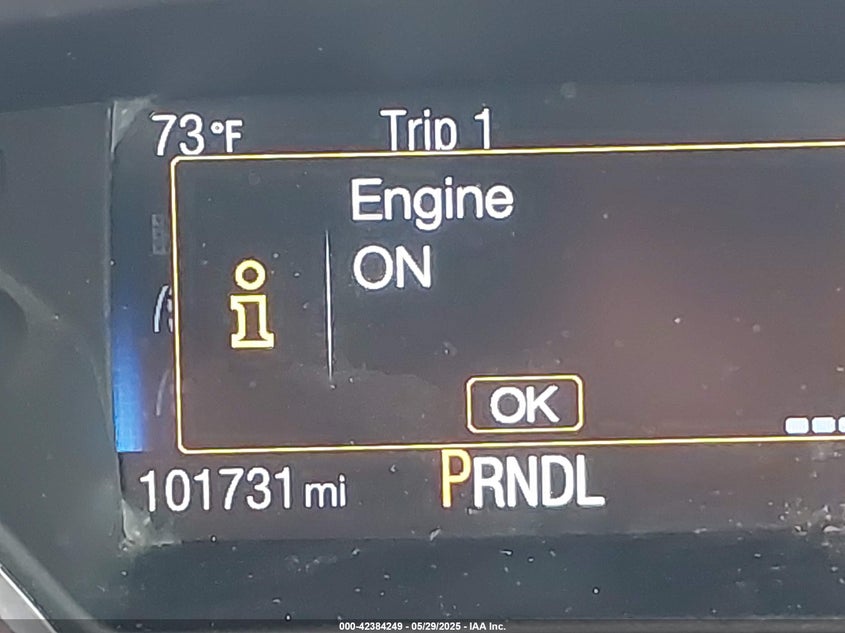 73°F Trip 1
Engine
ON
OK
101731 mi PRNDL
000-42384249 - 05/29/2025 - IAA Inc.